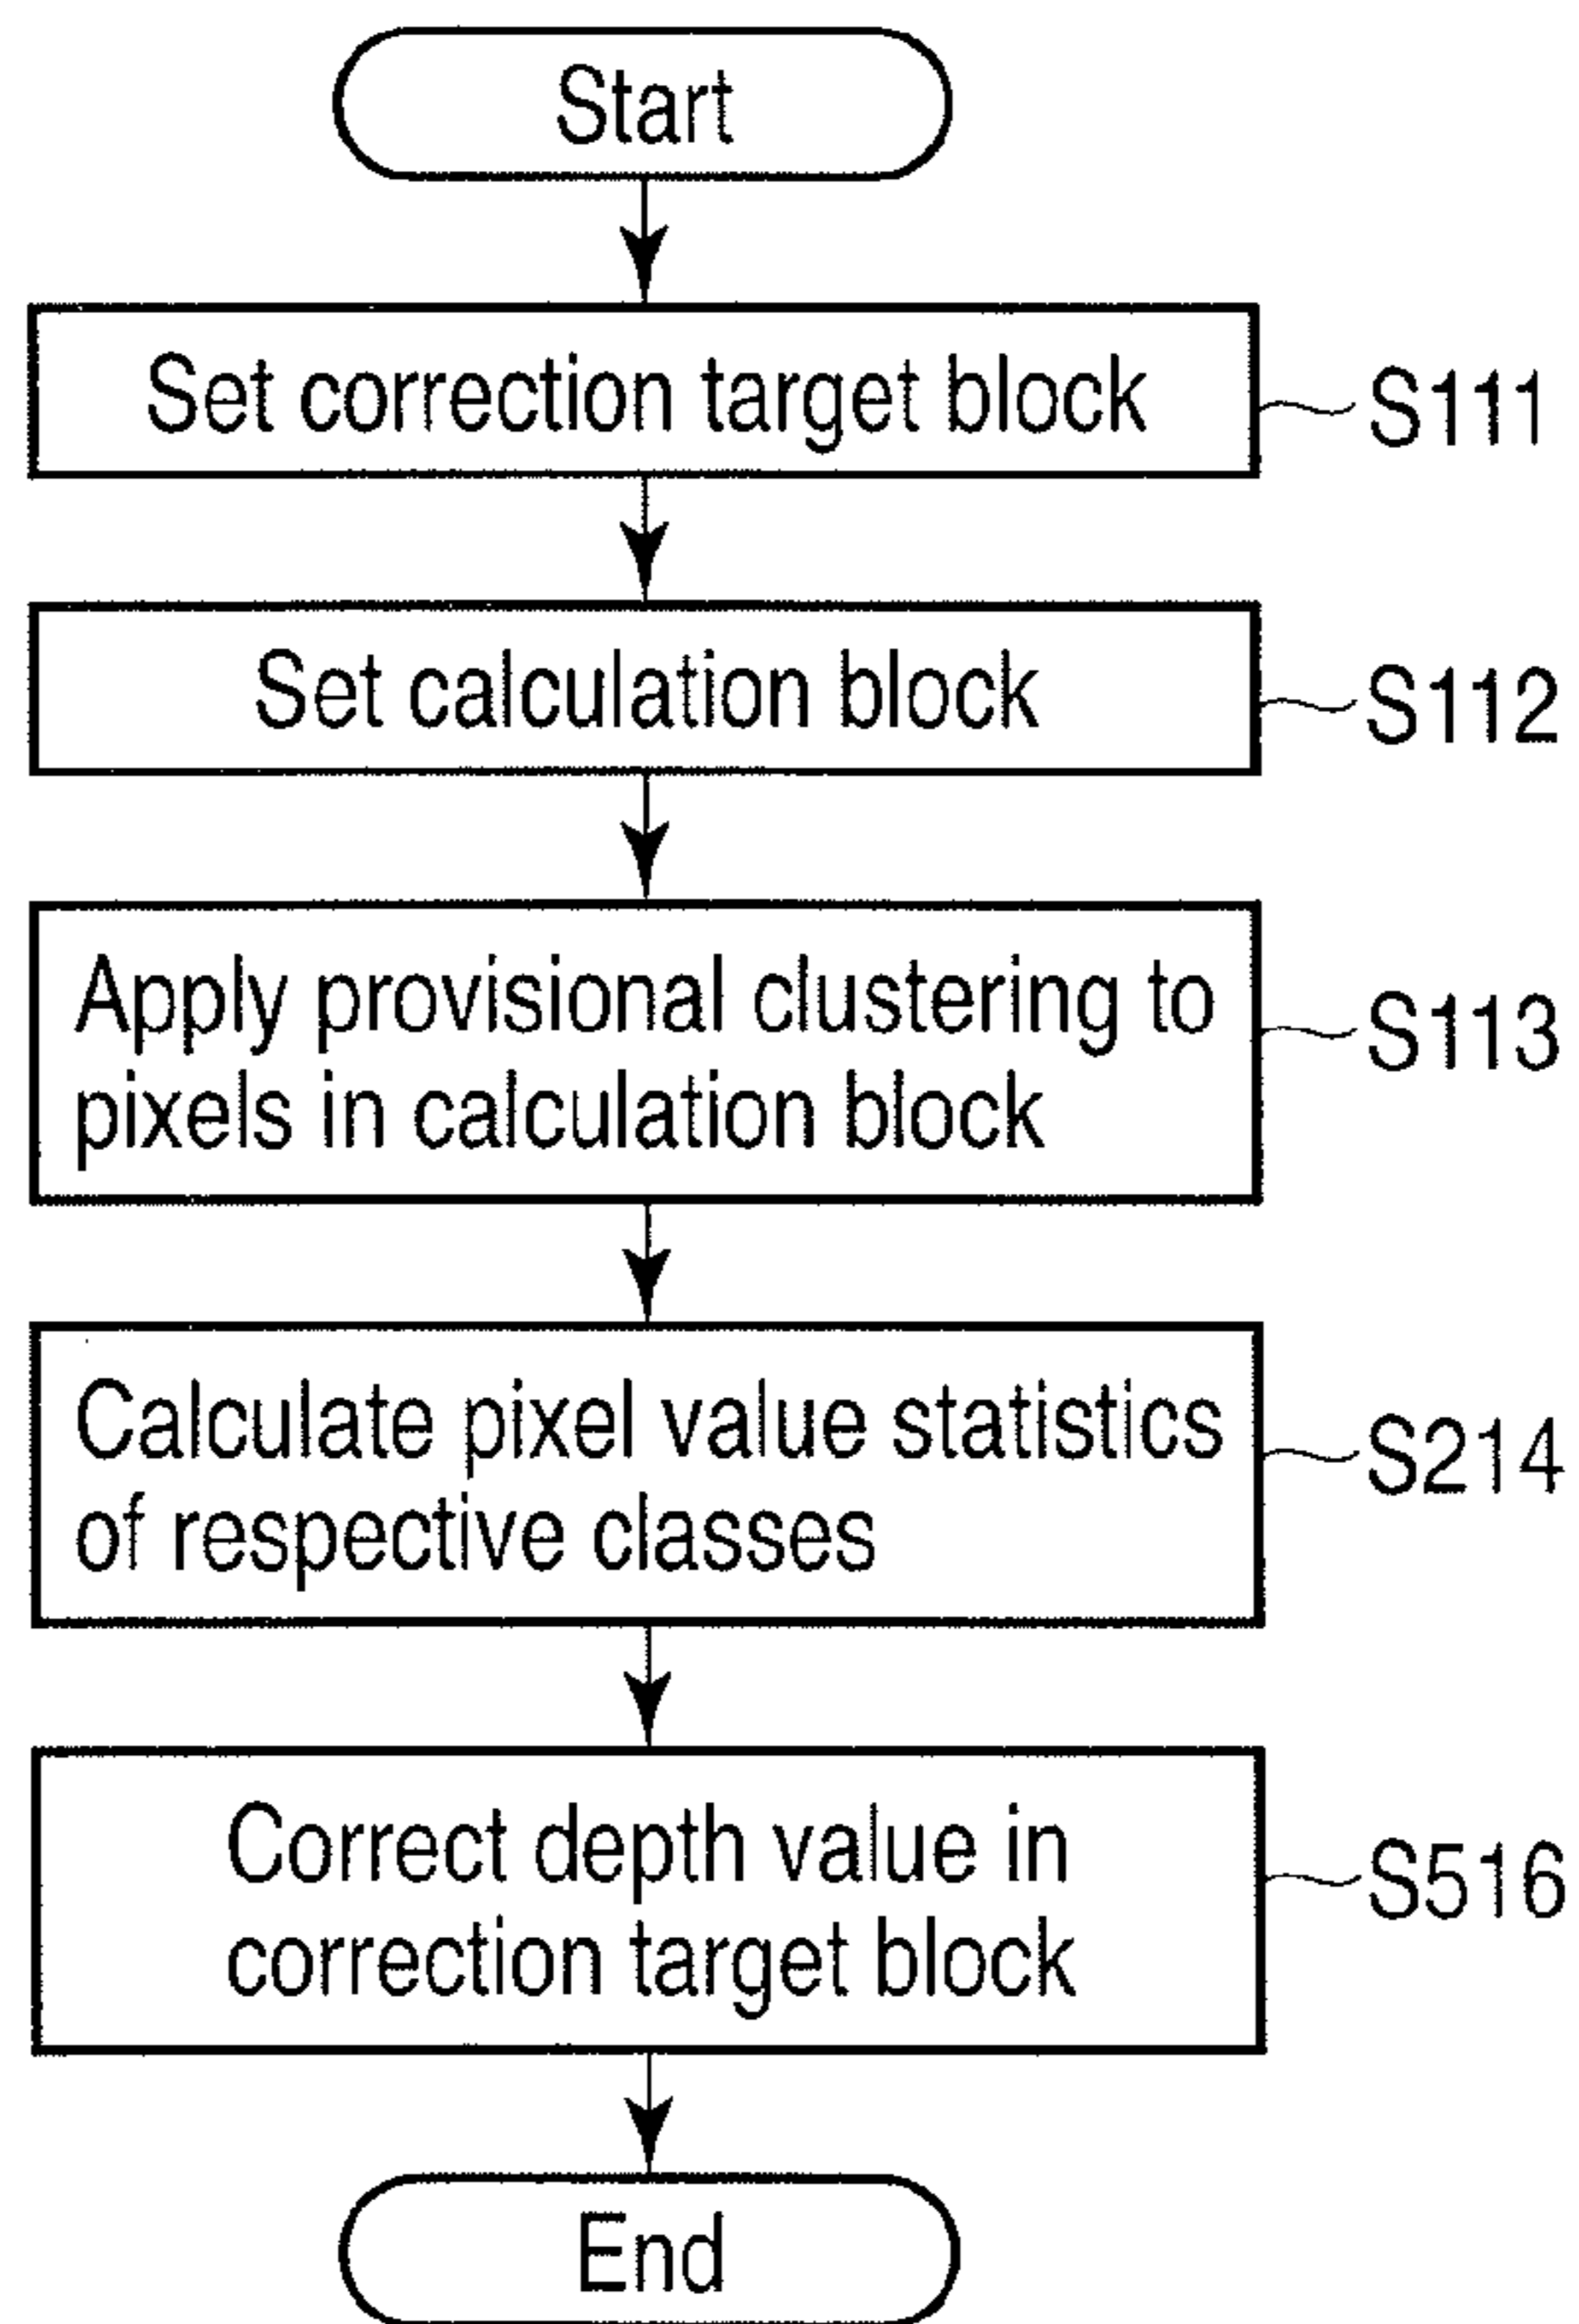 Start
Set correction target block
S111
Set calculation block
S112
Apply provisional clustering to
pixels in calculation block
S113
Calculate pixel value statistics
of respective classes
S214
Correct depth value in
correction target block
S516
End